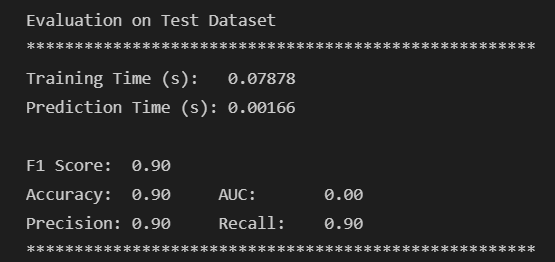 Evaluation on Test Dataset
*****************************************************
Training Time (s):   0.07878
Prediction Time (s): 0.00166
F1 Score:  0.90
Accuracy:  0.90     AUC:       0.00
Precision: 0.90     Recall:    0.90
*****************************************************